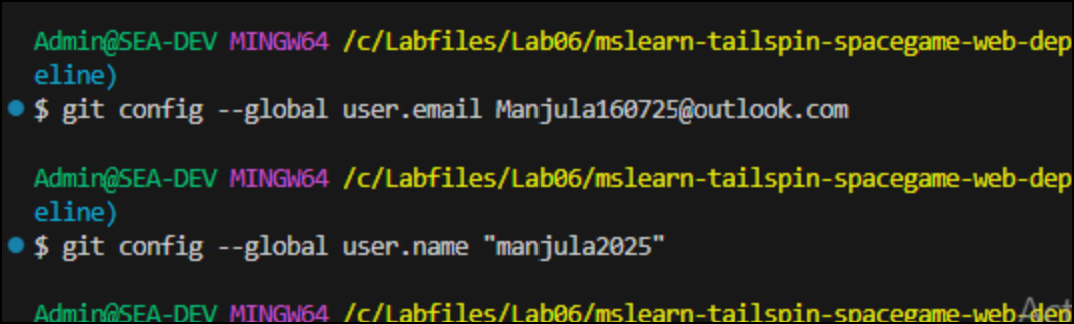 Admin@SEA-DEV MINGW64 /c/Labfiles/Lab06/mslearn-tailspin-spacegame-web-dep
eline)
$ git config --global user.email Manjula160725@outlook.com
Admin@SEA-DEV MINGW64 /c/Labfiles/Lab06/mslearn-tailspin-spacegame-web-dep
eline)
$ git config --global user.name "manjula2025"
Admin@SEA-DEV MINGW64 /c/Labfiles/Lab06/mslearn-tailspin-spacegame-web-dep